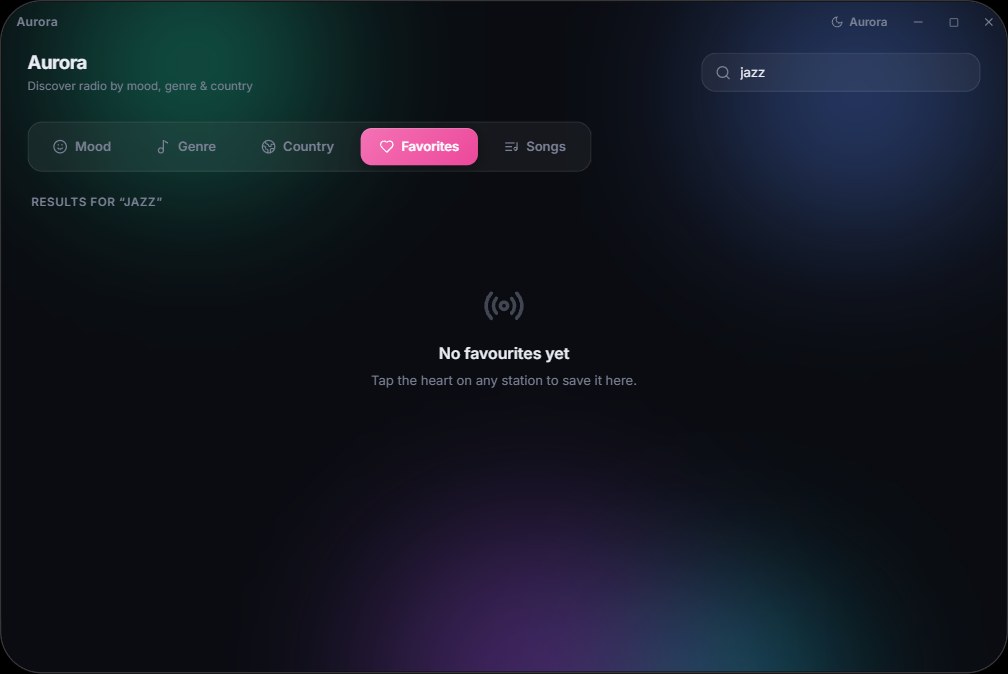 Aurora
Aurora
Aurora
Discover radio by mood, genre & country
jazz
Mood Genre Country Favorites Songs
RESULTS FOR “JAZZ”
No favourites yet
Tap the heart on any station to save it here.